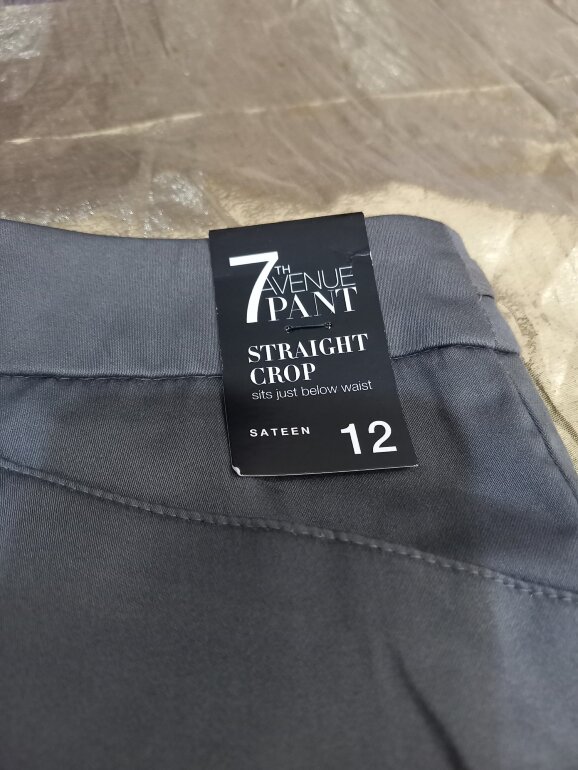 7TH
AVENUE
PANT
STRAIGHT
CROP
sits just below waist
SATEEN 12